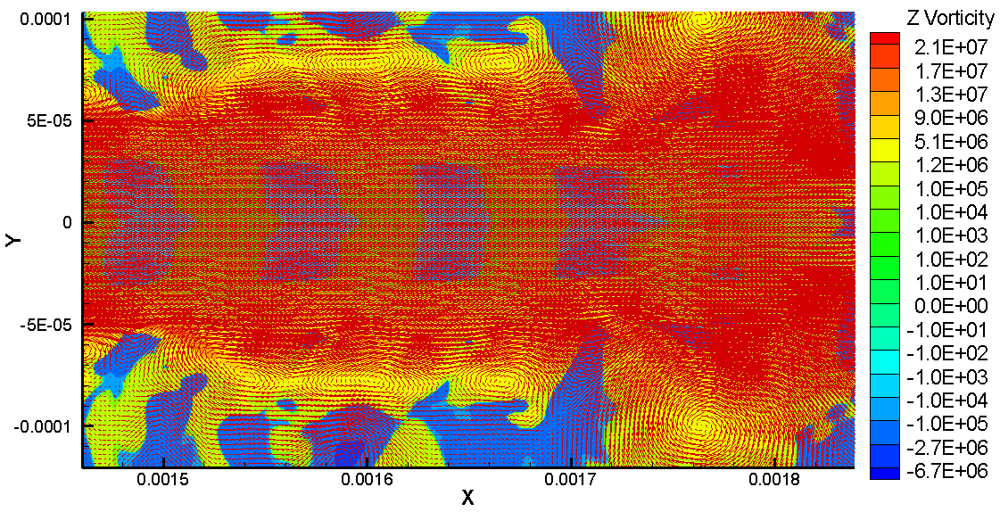 Z Vorticity
2.1E+07
1.7E+07
1.3E+07
9.0E+06
5.1E+06
1.2E+06
1.0E+05
1.0E+04
1.0E+03
1.0E+02
1.0E+01
0.0E+00
-1.0E+01
-1.0E+02
-1.0E+03
-1.0E+04
-1.0E+05
-2.7E+06
-6.7E+06
0.0001
5E-05
0
-5E-05
-0.0001
Y
0.0015 0.0016 0.0017 0.0018
X